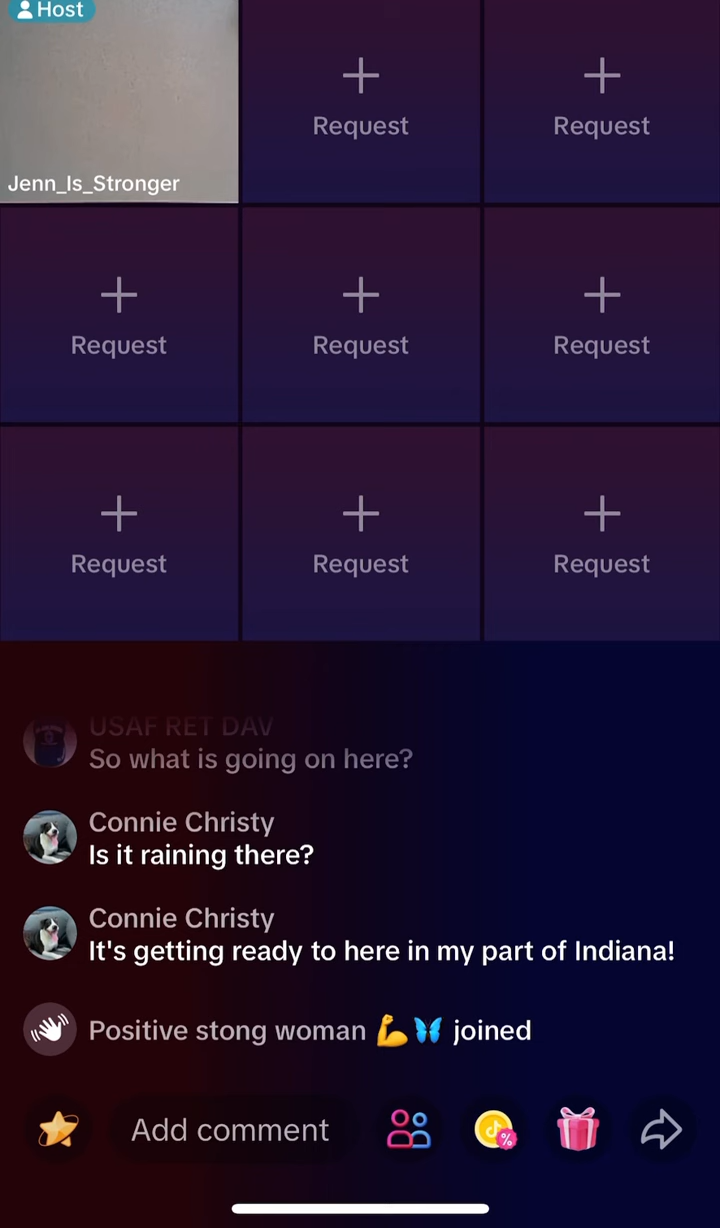 Host
Request
Request
Jenn_Is_Stronger
Request
Request
Request
Request
Request
Request
USAF RET DAV
So what is going on here?
Connie Christy
Is it raining there?
Connie Christy
It's getting ready to here in my part of Indiana!
Positive stong woman 💪🦋 joined
Add comment
%